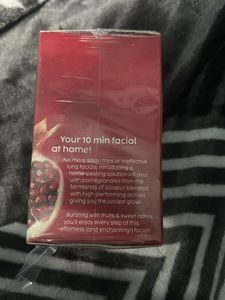 Your 10 min facial
at home!
No more salon trips or ineffective
long facials, introducing a
home-peeling solution infused
with pomegranates from the
farmlands of Solapur blended
with high-performing actives
giving you the juiciest glow!
Bursting with fruits & sweet notes,
you'll enjoy every step of this
effortless (and enchanting) facial!